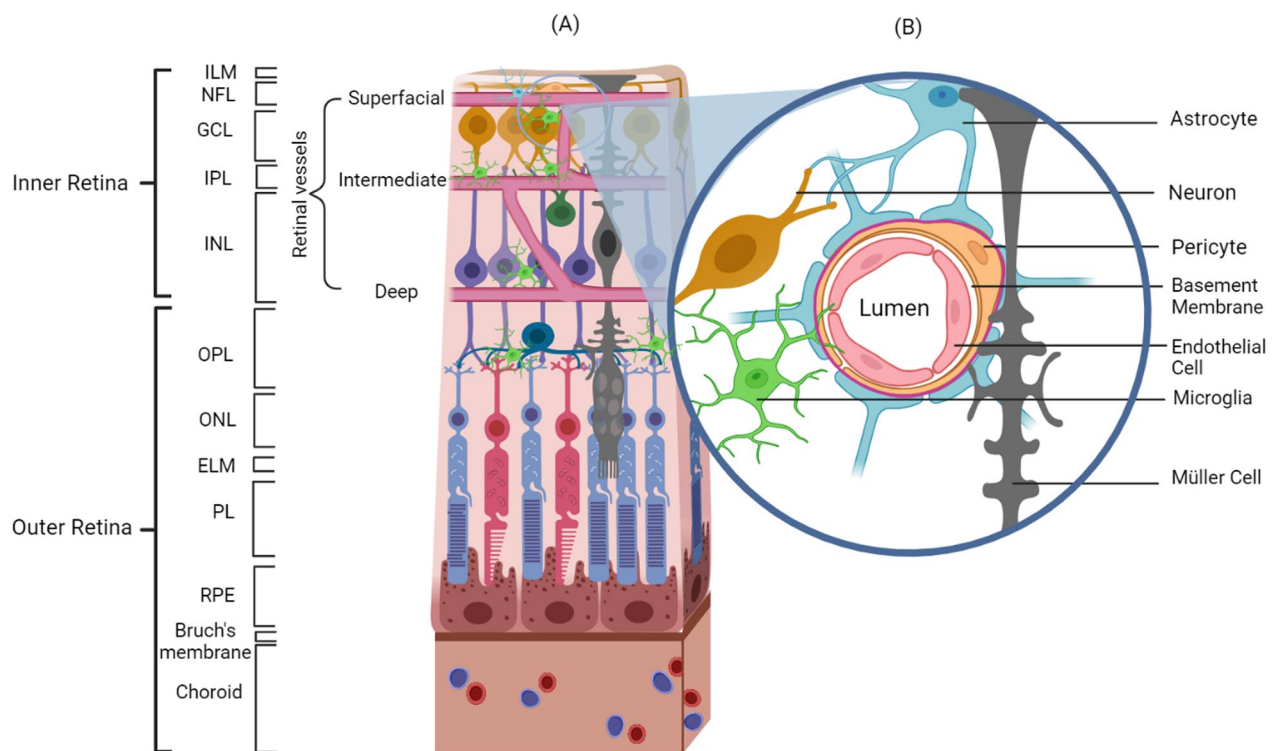 (A)
(B)
ILM
NFL
GCL
IPL
INL
Inner Retina
OPL
ONL
ELM
PL
RPE
Bruch's
membrane
Choroid
Outer Retina
Retinal vessels
Superfacial
Intermediate
Deep
Lumen
Astrocyte
Neuron
Pericyte
Basement
Membrane
Endothelial
Cell
Microglia
Müller Cell